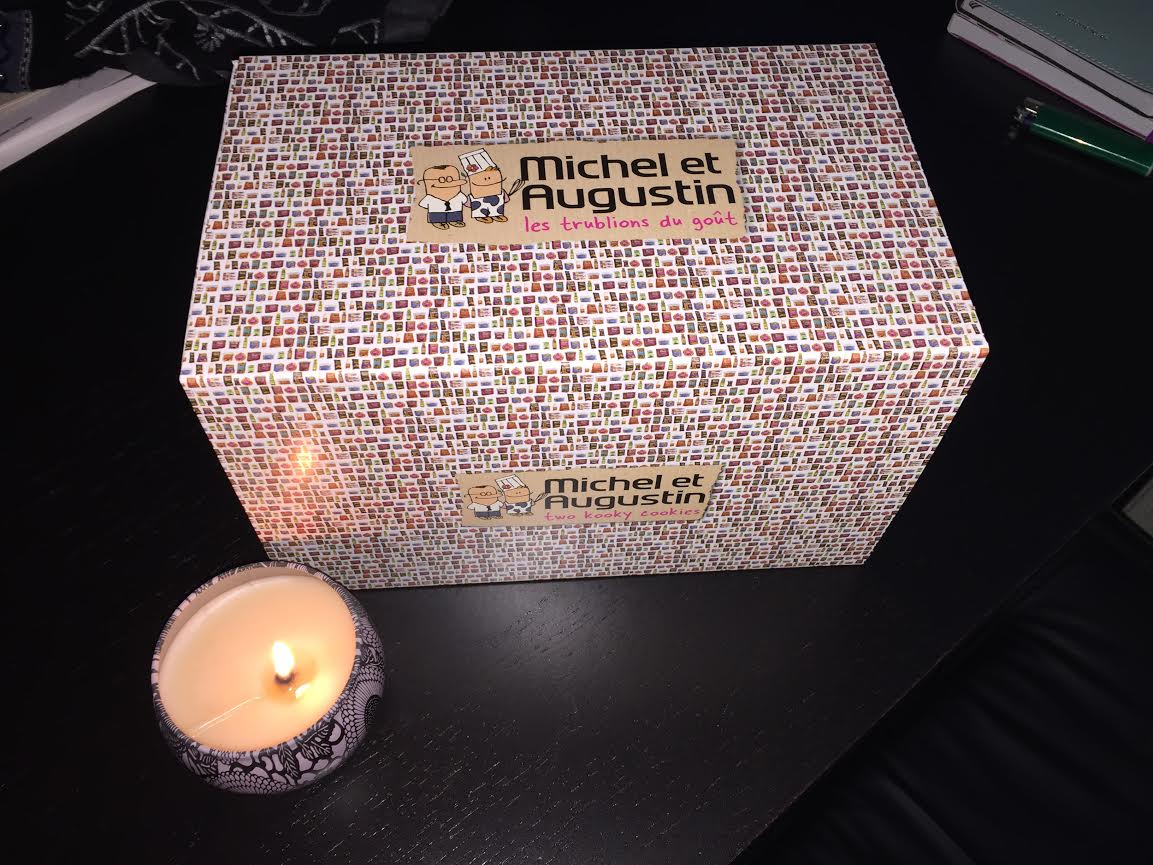 Michel et
Augustin
les trublions du goût
Michel et
Augustin
two kooky cookies